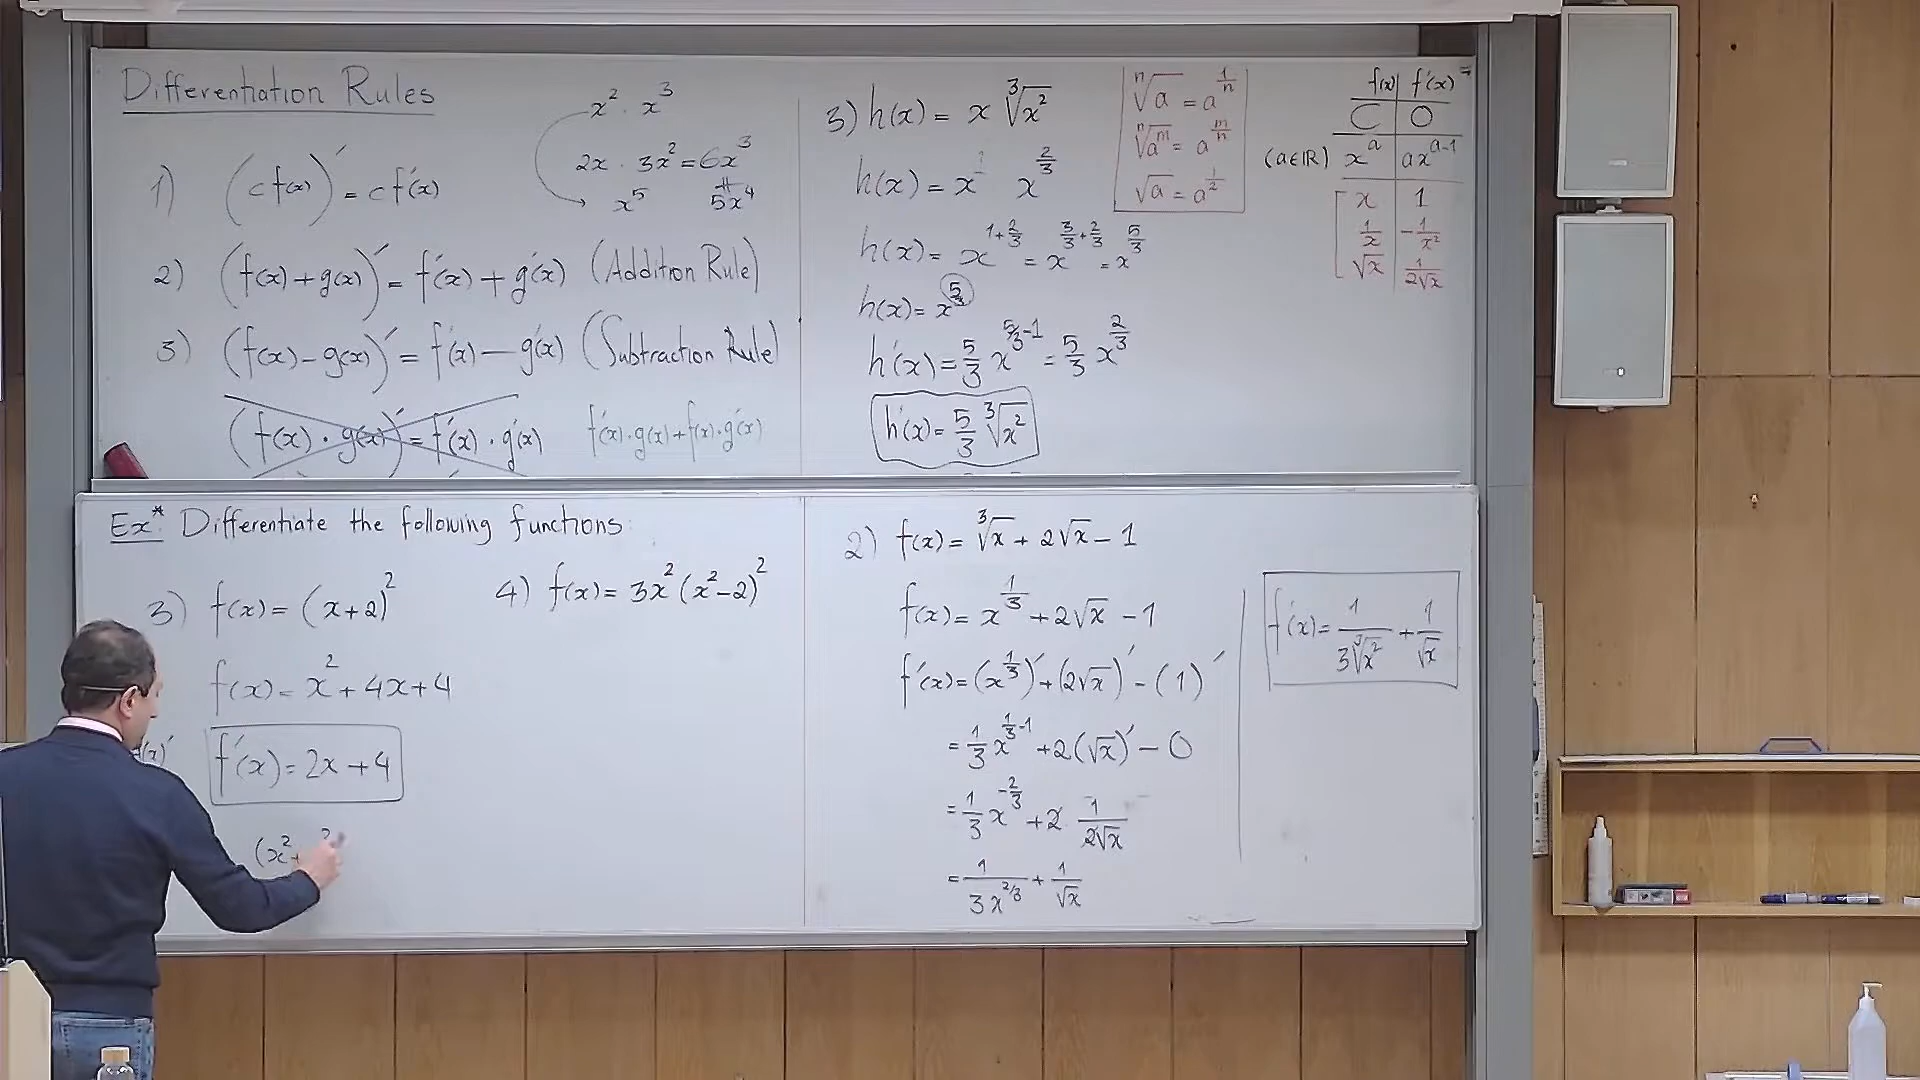 Differentiation Rules
x² · x³
2x · 3x² = 6x³
x⁵ ≠ 5x⁴
1) (c f(x))′ = c f′(x)
2) (f(x) + g(x))′ = f′(x) + g′(x) (Addition Rule)
3) (f(x) − g(x))′ = f′(x) − g′(x) (Subtraction Rule)
(f(x) · g(x))′ = f′(x) · g′(x) f′(x)·g(x) + f(x)·g′(x)
3) h(x) = x ∛x²
h(x) = x x^(2/3)
h(x) = x^(1+2/3) = x^(3/3+2/3) = x^(5/3)
h(x) = x^(5/3)
h′(x) = 5/3 x^(5/3−1) = 5/3 x^(2/3)
h′(x) = 5/3 ∛x²
ⁿ√a = a^(1/n)
ⁿ√a^m = a^(m/n)
√a = a^(1/2)
f(x) f′(x)
C 0
(a∈ℝ) x^a ax^(a−1)
x 1
1/x −1/x²
√x 1/(2√x)
Ex* Differentiate the following functions:
3) f(x) = (x+2)²
f(x) = x² + 4x + 4
f′(x) = 2x + 4
(x²
4) f(x) = 3x² (x² − 2)²
2) f(x) = ∛x + 2√x − 1
f(x) = x^(1/3) + 2√x − 1
f′(x) = (x^(1/3))′ + (2√x)′ − (1)′
= 1/3 x^(1/3−1) + 2(√x)′ − 0
= 1/3 x^(−2/3) + 2 · 1/(2√x)
= 1/(3x^(2/3)) + 1/√x
f′(x) = 1/(3∛x²) + 1/√x